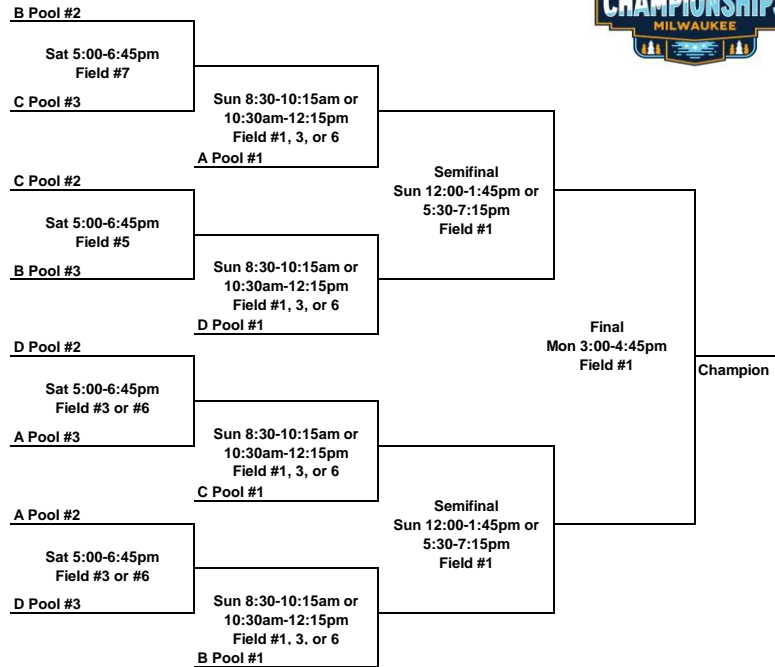 CHAMPIONSHIPS
MILWAUKEE
B Pool #2
Sat 5:00-6:45pm
Field #7
C Pool #3
Sun 8:30-10:15am or
10:30am-12:15pm
Field #1, 3, or 6
A Pool #1
Semifinal
Sun 12:00-1:45pm or
5:30-7:15pm
Field #1
C Pool #2
Sat 5:00-6:45pm
Field #5
B Pool #3
Sun 8:30-10:15am or
10:30am-12:15pm
Field #1, 3, or 6
D Pool #1
Final
Mon 3:00-4:45pm
Field #1
Champion
D Pool #2
Sat 5:00-6:45pm
Field #3 or #6
A Pool #3
Sun 8:30-10:15am or
10:30am-12:15pm
Field #1, 3, or 6
C Pool #1
Semifinal
Sun 12:00-1:45pm or
5:30-7:15pm
Field #1
A Pool #2
Sat 5:00-6:45pm
Field #3 or #6
D Pool #3
Sun 8:30-10:15am or
10:30am-12:15pm
Field #1, 3, or 6
B Pool #1